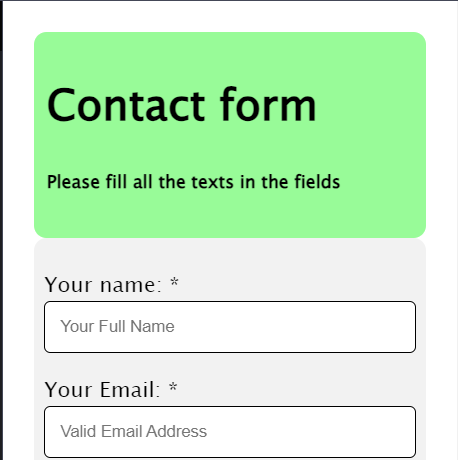 Contact form
Please fill all the texts in the fields
Your name: *
Your Full Name
Your Email: *
Valid Email Address